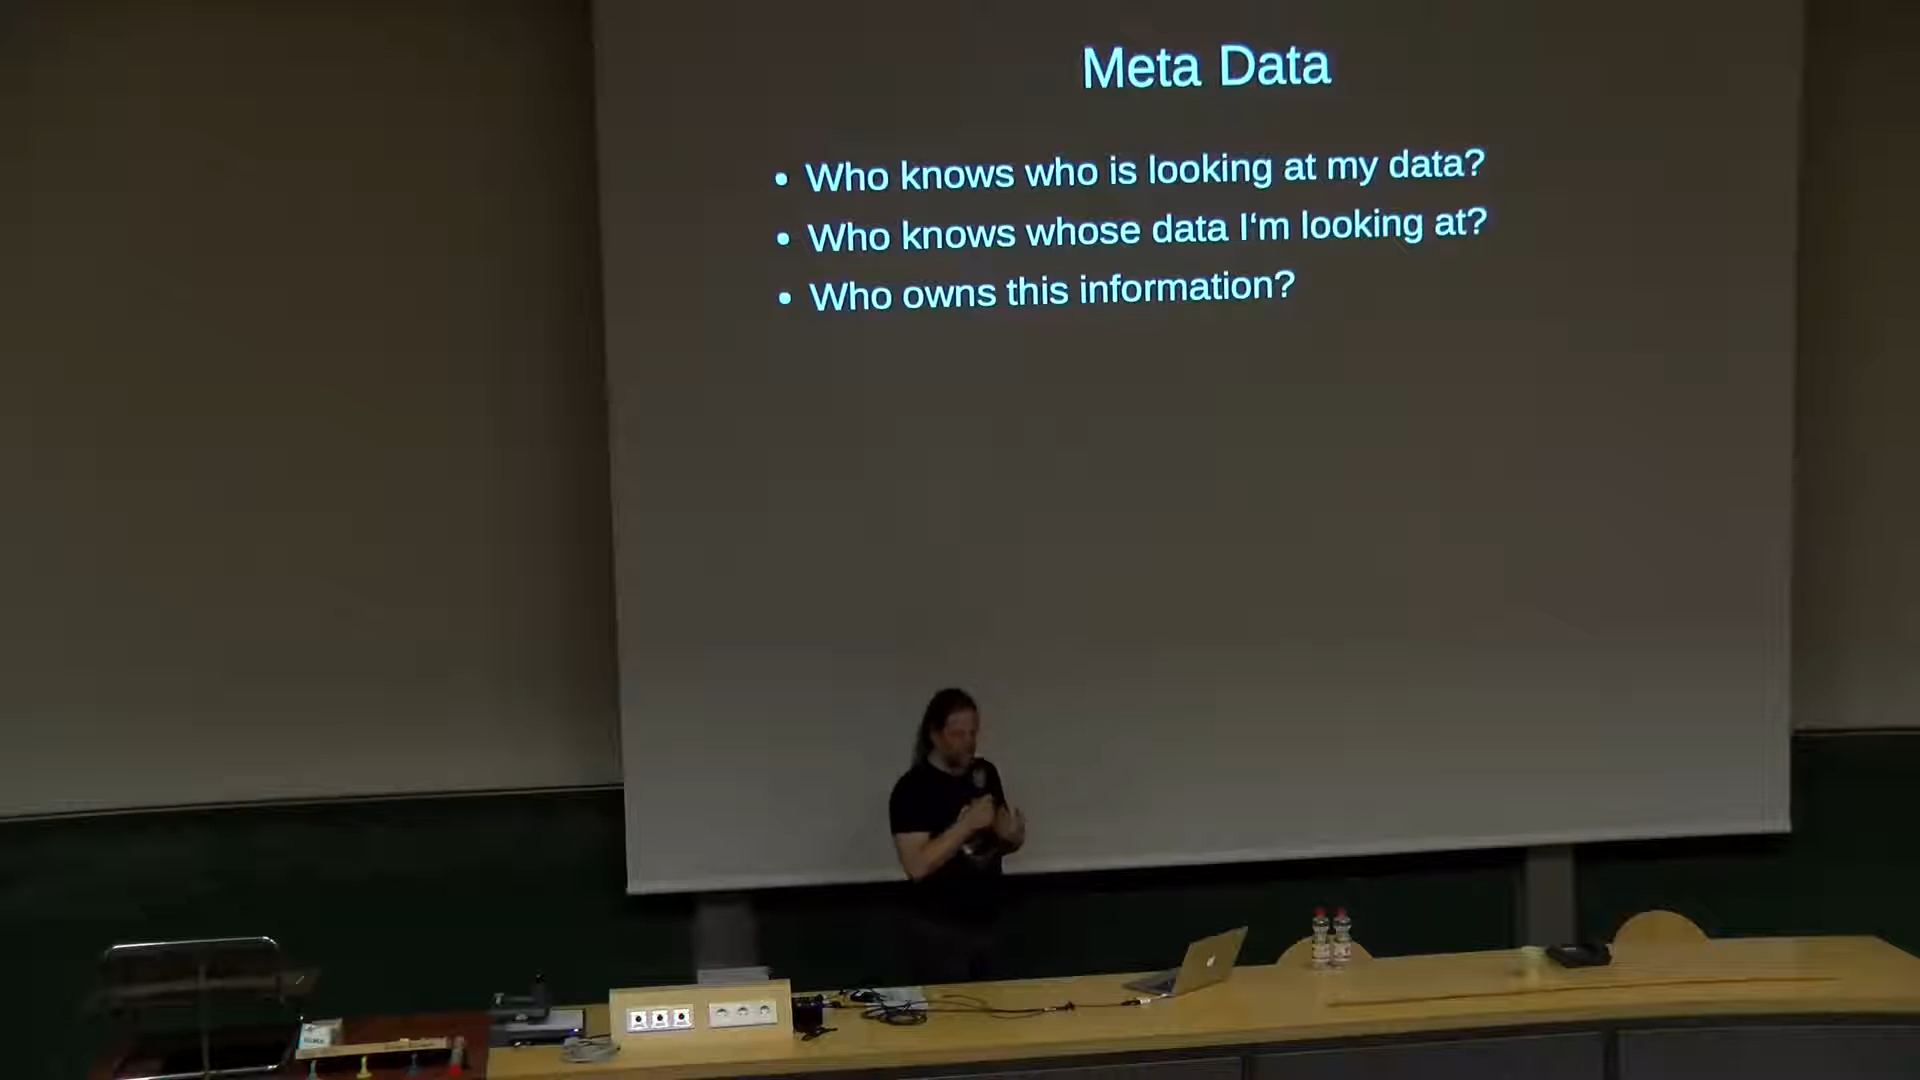 Meta Data
• Who knows who is looking at my data?
• Who knows whose data I‘m looking at?
• Who owns this information?